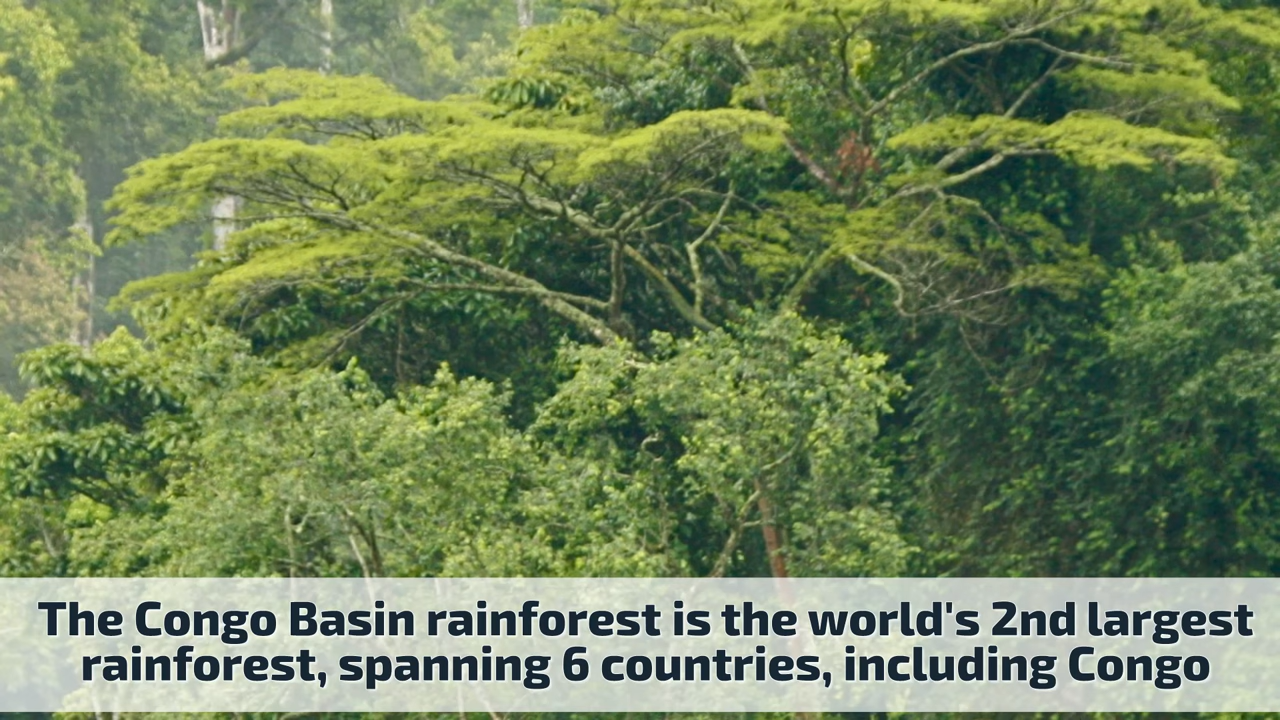 The Congo Basin rainforest is the world's 2nd largest
rainforest, spanning 6 countries, including Congo